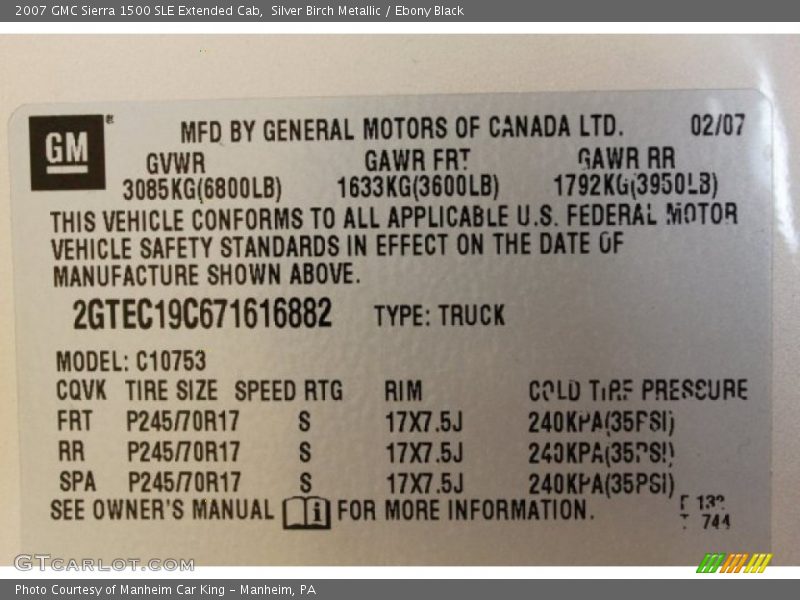 2007 GMC Sierra 1500 SLE Extended Cab,  Silver Birch Metallic / Ebony Black
GM®
MFD BY GENERAL MOTORS OF CANADA LTD. 02/07
GVWR GAWR FRT GAWR RR
3085KG(6800LB) 1633KG(3600LB) 1792KG(3950LB)
THIS VEHICLE CONFORMS TO ALL APPLICABLE U.S. FEDERAL MOTOR
VEHICLE SAFETY STANDARDS IN EFFECT ON THE DATE OF
MANUFACTURE SHOWN ABOVE.
2GTEC19C671616882 TYPE: TRUCK
MODEL: C10753
CQVK TIRE SIZE SPEED RTG RIM COLD TIRE PRESSURE
FRT P245/70R17 S 17X7.5J 240KPA(35PSI)
RR P245/70R17 S 17X7.5J 240KPA(35PSI)
SPA P245/70R17 S 17X7.5J 240KPA(35PSI)
SEE OWNER'S MANUAL i FOR MORE INFORMATION.
744
GTCarLot.com
Photo Courtesy of Manheim Car King - Manheim, PA